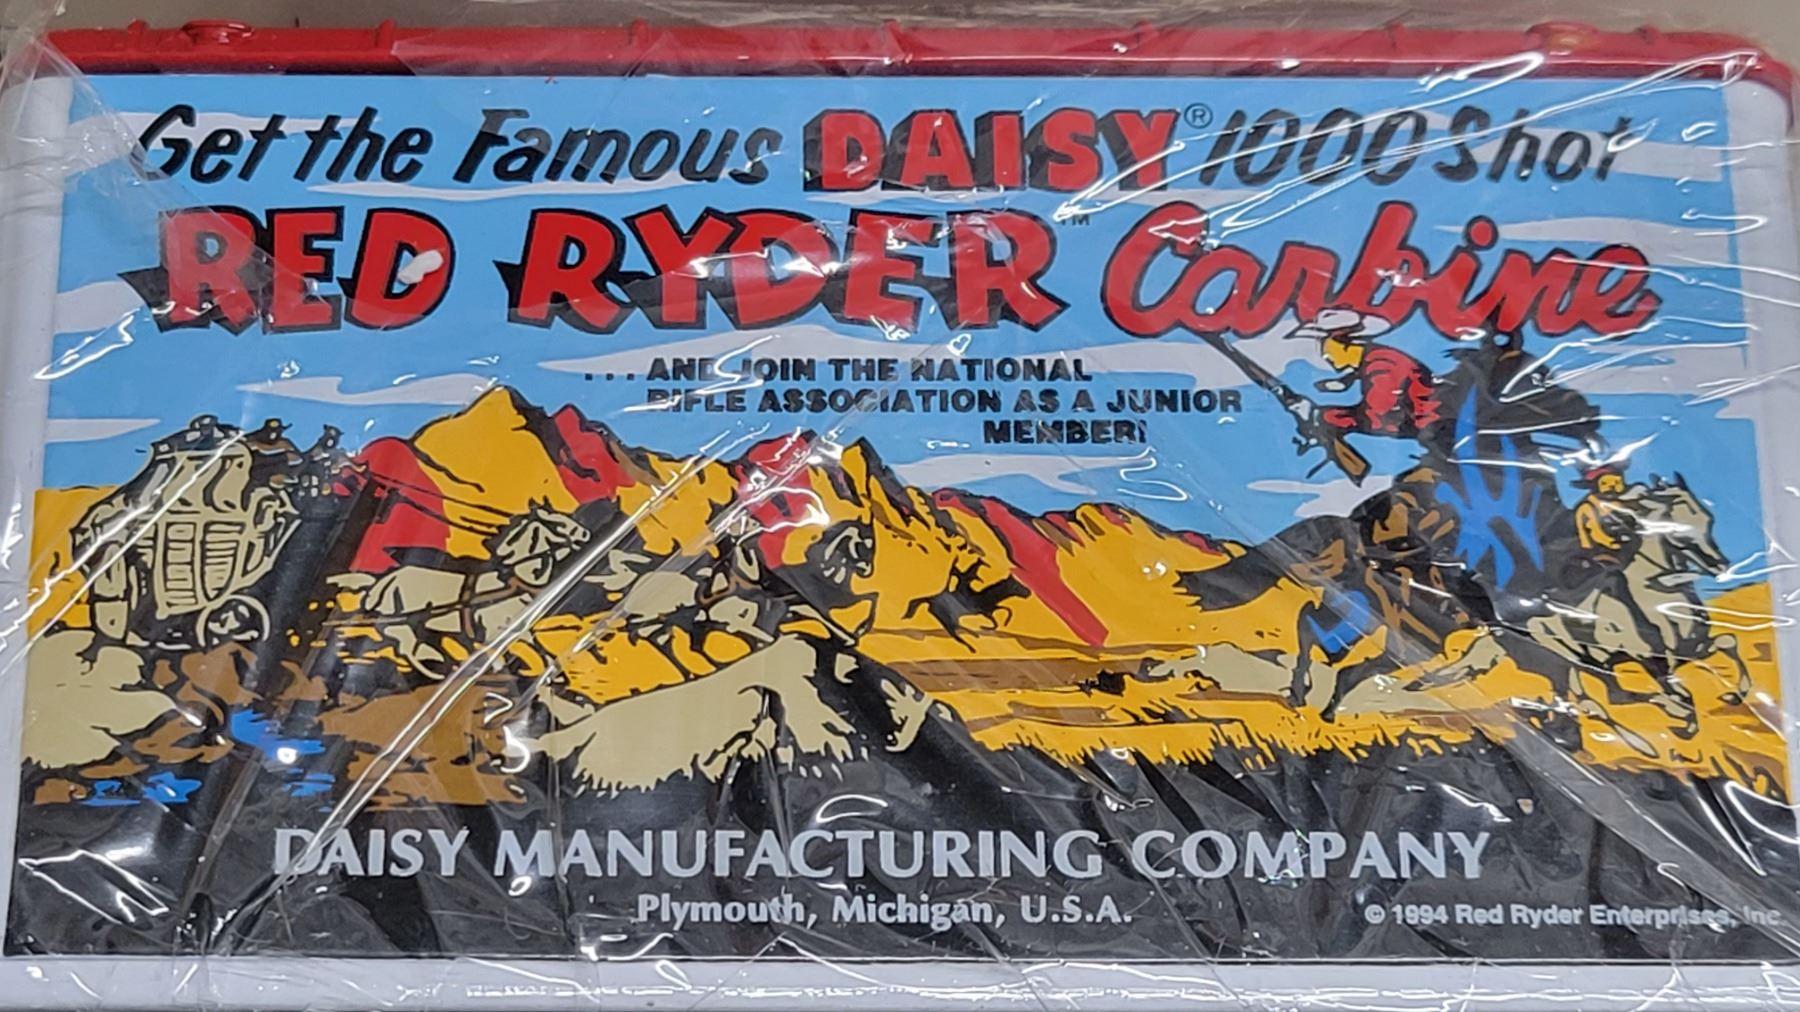 Get the Famous DAISY® 1000 Shot
RED RYDER™ Carbine
...AND JOIN THE NATIONAL
RIFLE ASSOCIATION AS A JUNIOR
MEMBER!
DAISY MANUFACTURING COMPANY
Plymouth, Michigan, U.S.A.
© 1994 Red Ryder Enterprises, Inc.